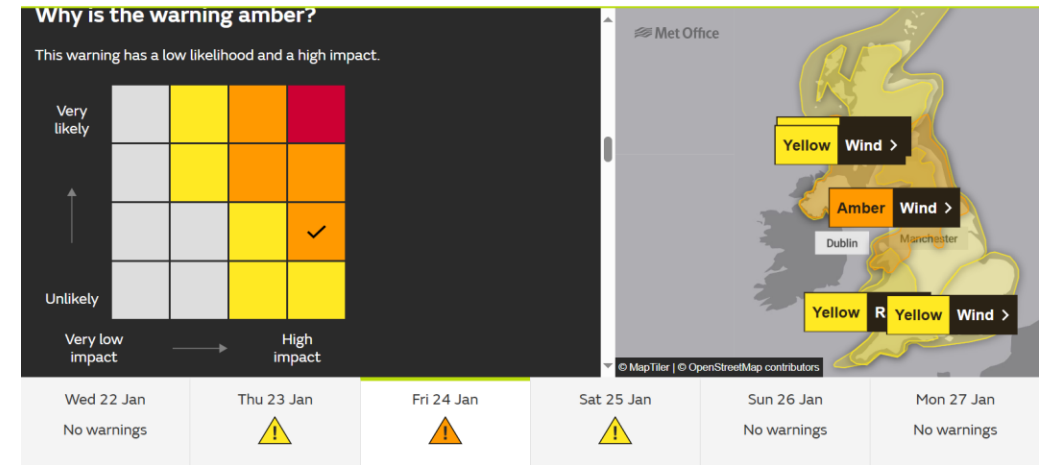 Why is the warning amber?
This warning has a low likelihood and a high impact.
Very
likely
Unlikely
Very low
impact
High
impact
Met Office
Yellow Wind >
Amber Wind >
Dublin
Manchester
Yellow R
Yellow Wind >
© MapTiler | © OpenStreetMap contributors
Wed 22 Jan
No warnings
Thu 23 Jan
Fri 24 Jan
Sat 25 Jan
Sun 26 Jan
No warnings
Mon 27 Jan
No warnings